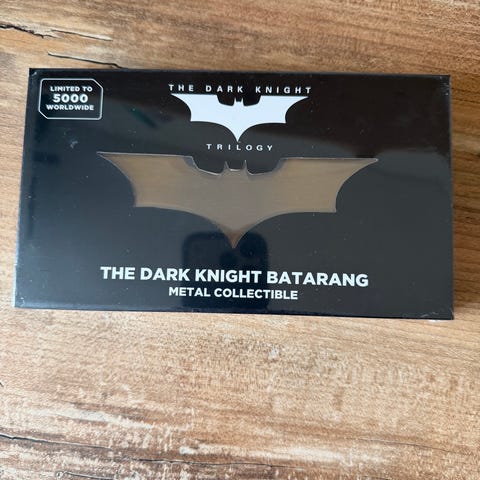 LIMITED TO
5000
WORLDWIDE
THE DARK KNIGHT
TRILOGY
THE DARK KNIGHT BATARANG
METAL COLLECTIBLE